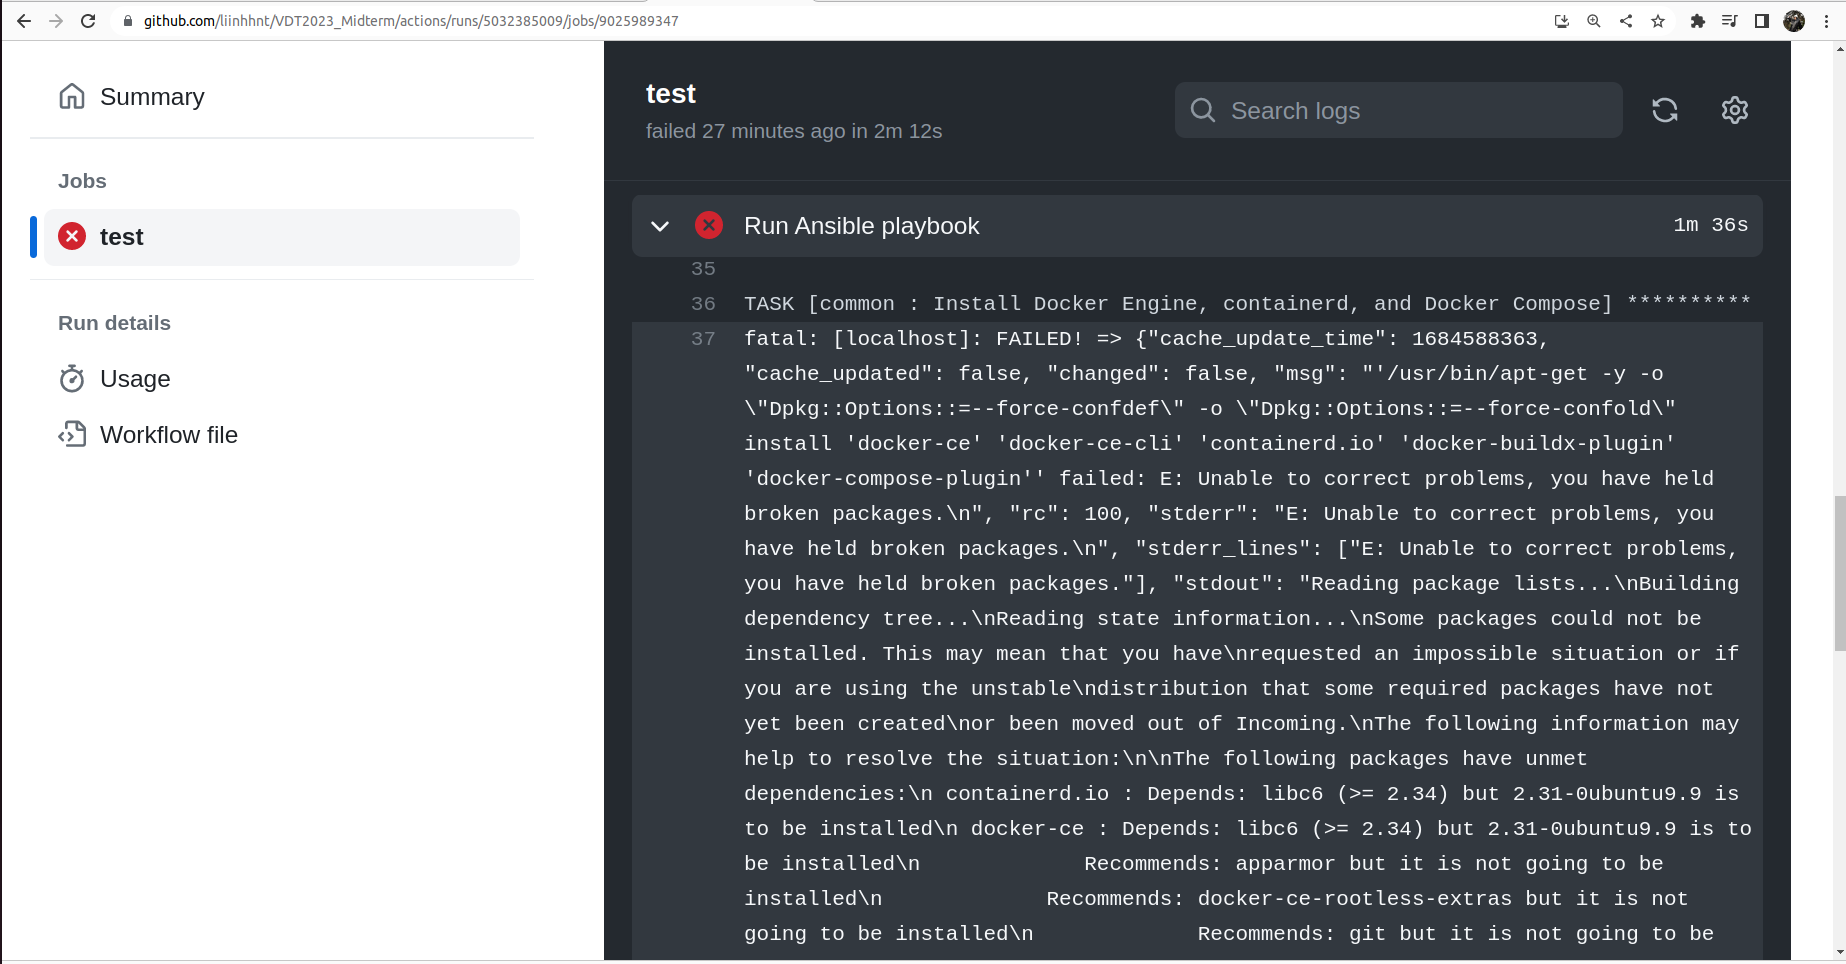 github.com/liinhhnt/VDT2023_Midterm/actions/runs/5032385009/jobs/9025989347
Summary
Jobs
test
Run details
Usage
Workflow file
test
failed 27 minutes ago in 2m 12s
Search logs
Run Ansible playbook
1m 36s
35
36 TASK [common : Install Docker Engine, containerd, and Docker Compose] **********
37 fatal: [localhost]: FAILED! => {"cache_update_time": 1684588363,
"cache_updated": false, "changed": false, "msg": "'/usr/bin/apt-get -y -o
\"Dpkg::Options::=--force-confdef\" -o \"Dpkg::Options::=--force-confold\"
install 'docker-ce' 'docker-ce-cli' 'containerd.io' 'docker-buildx-plugin'
'docker-compose-plugin'' failed: E: Unable to correct problems, you have held
broken packages.\n", "rc": 100, "stderr": "E: Unable to correct problems, you
have held broken packages.\n", "stderr_lines": ["E: Unable to correct problems,
you have held broken packages."], "stdout": "Reading package lists...\nBuilding
dependency tree...\nReading state information...\nSome packages could not be
installed. This may mean that you have\nrequested an impossible situation or if
you are using the unstable\ndistribution that some required packages have not
yet been created\nor been moved out of Incoming.\nThe following information may
help to resolve the situation:\n\nThe following packages have unmet
dependencies:\n containerd.io : Depends: libc6 (>= 2.34) but 2.31-0ubuntu9.9 is
to be installed\n docker-ce : Depends: libc6 (>= 2.34) but 2.31-0ubuntu9.9 is to
be installed\n             Recommends: apparmor but it is not going to be
installed\n             Recommends: docker-ce-rootless-extras but it is not
going to be installed\n             Recommends: git but it is not going to be